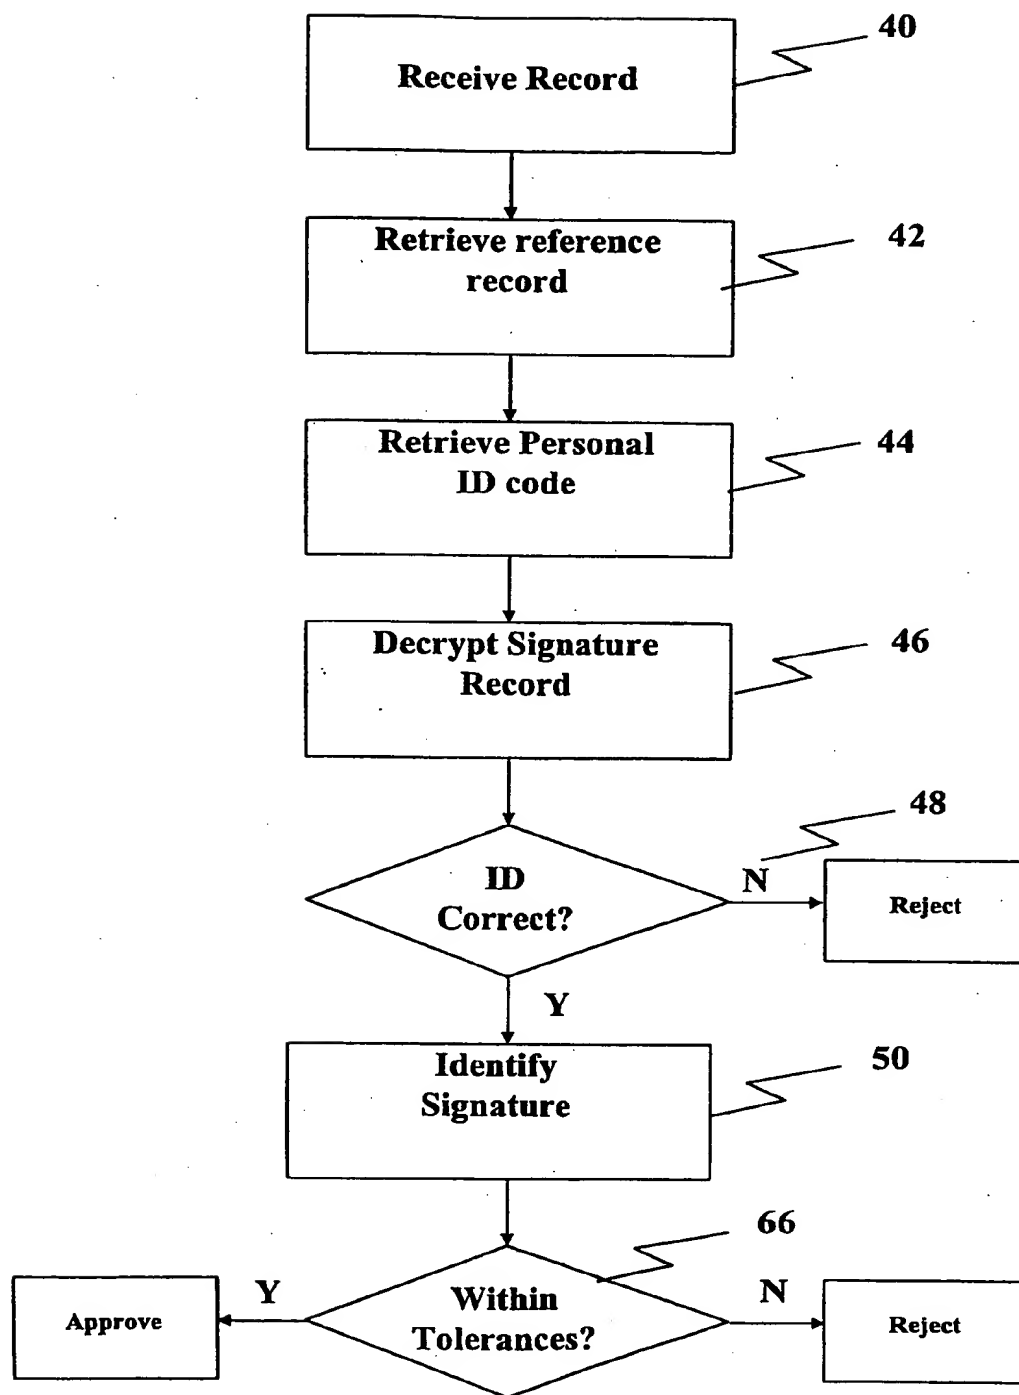 40
Receive Record
42
Retrieve reference
record
44
Retrieve Personal
ID code
46
Decrypt Signature
Record
48
ID
Correct?
N
Reject
Y
50
Identify
Signature
66
Within
Tolerances?
Y
Approve
N
Reject